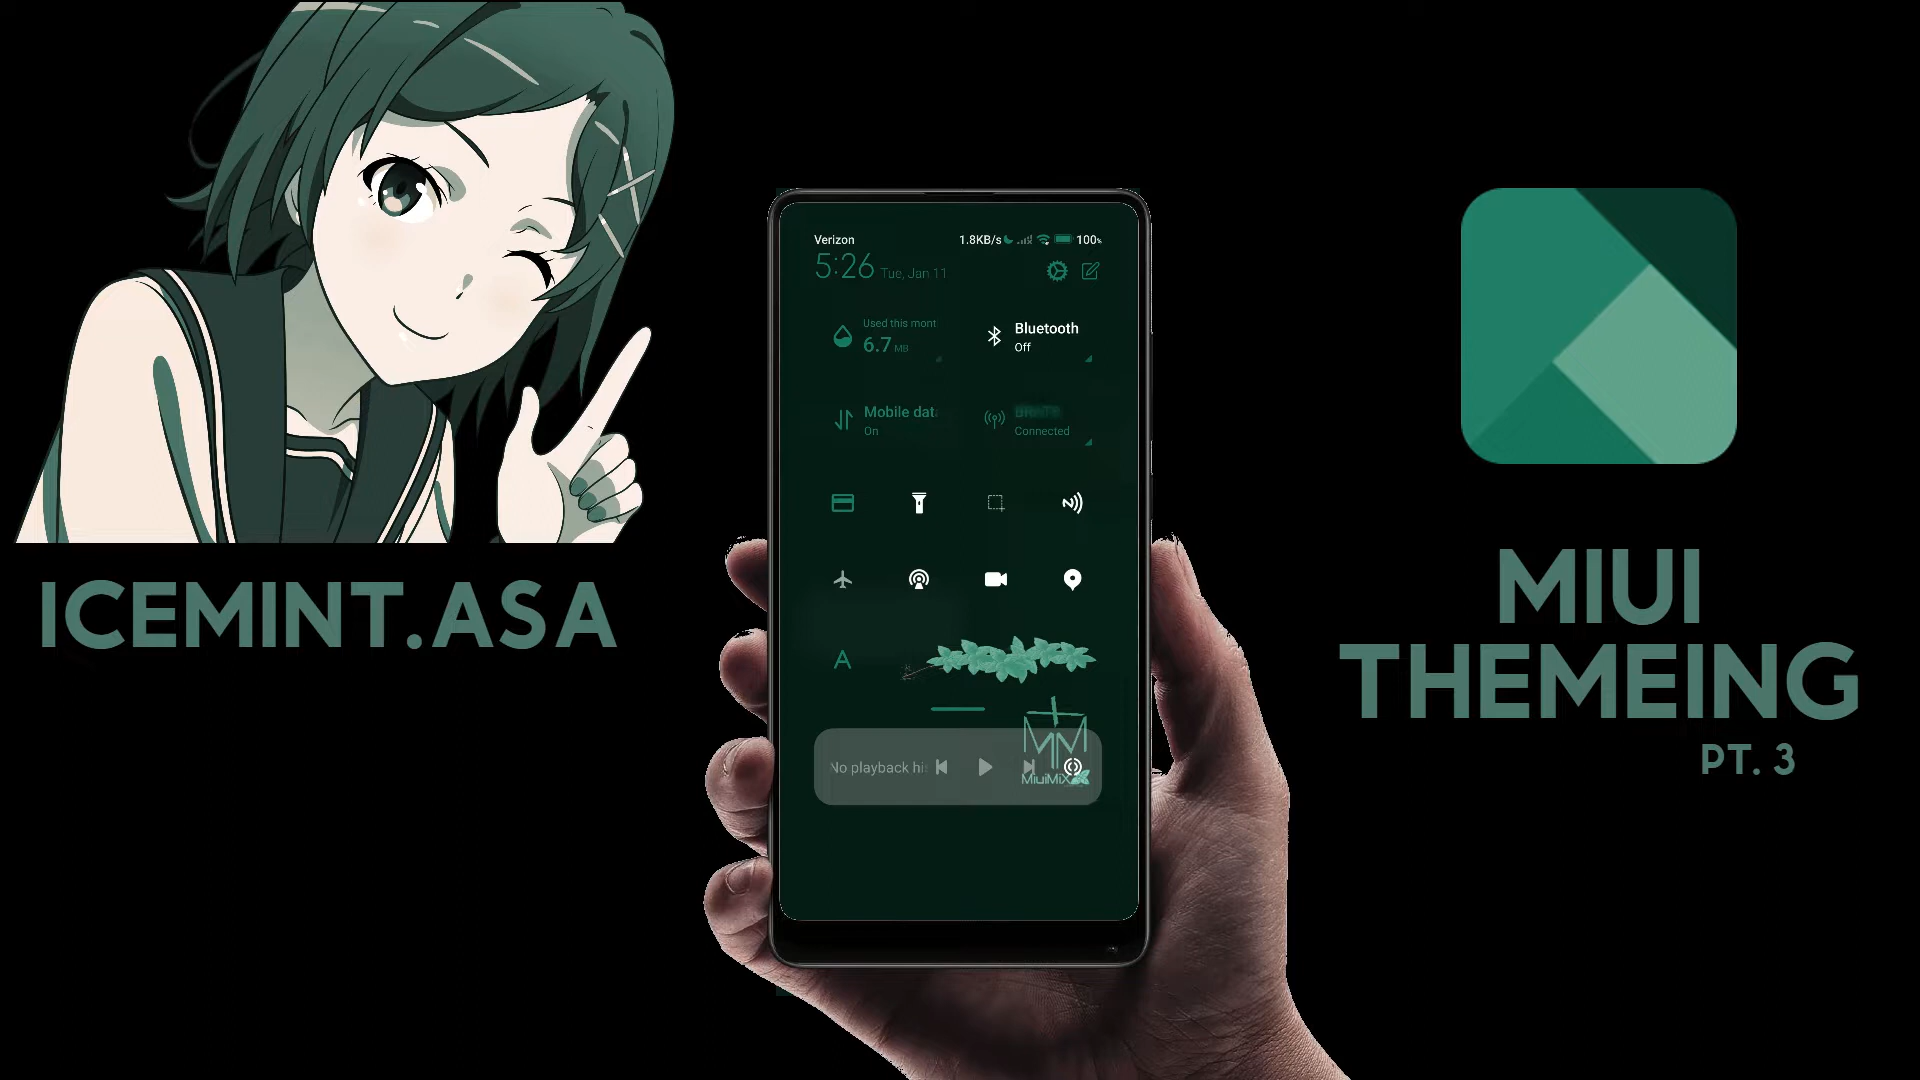 ICEMINT.ASA
Verizon
1.8KB/s 100%
5:26 Tue, Jan 11
Used this mont
6.7 MB
Bluetooth
Off
Mobile dat
On
Connected
A
No playback his
MiuiMix
MIUI
THEMEING
PT. 3